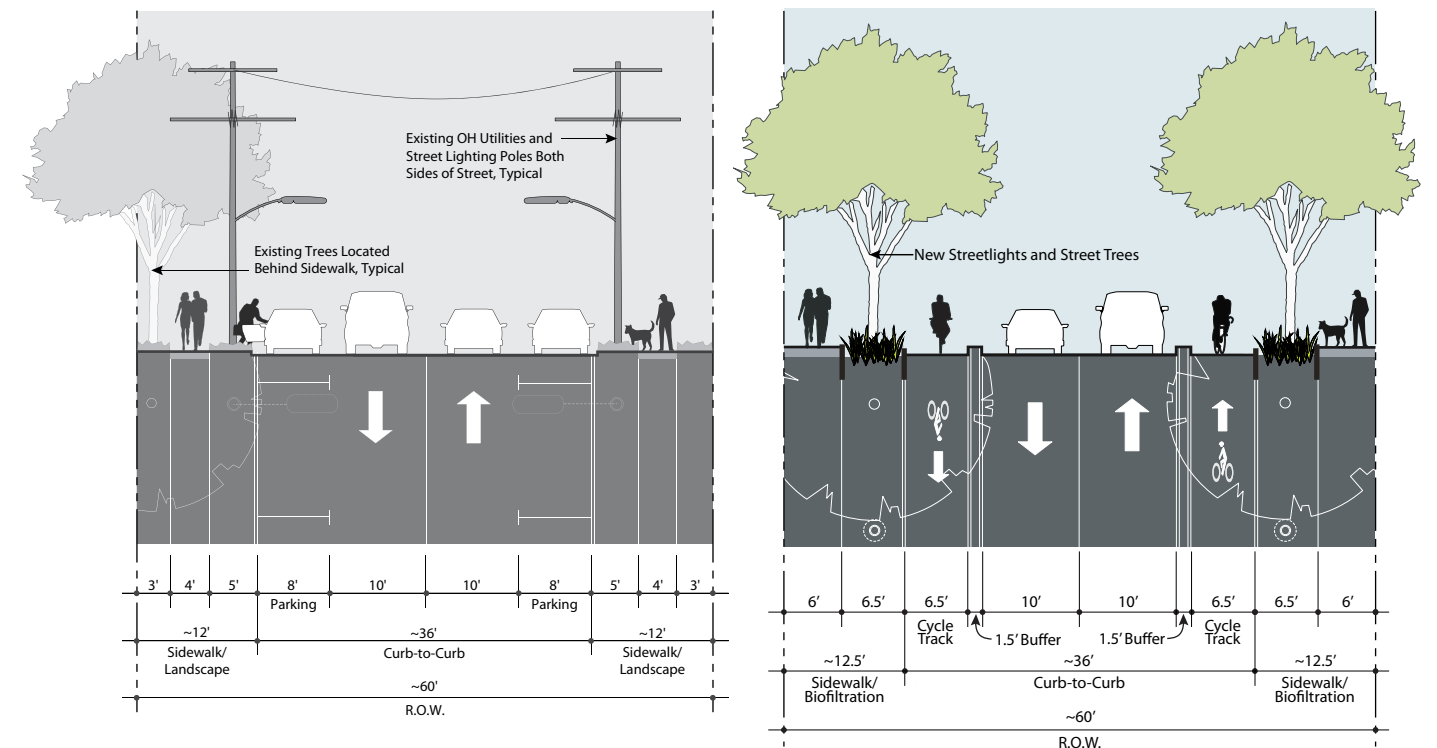 Existing OH Utilities and
Street Lighting Poles Both
Sides of Street, Typical
Existing Trees Located
Behind Sidewalk, Typical
3' 4' 5' 8' 10' 10' 8' 5' 4' 3'
Parking Parking
~12' ~36' ~12'
Sidewalk/ Curb-to-Curb Sidewalk/
Landscape Landscape
~60'
R.O.W.
New Streetlights and Street Trees
6’ 6.5’ 6.5’ 10’ 10’ 6.5’ 6.5’ 6’
Cycle Cycle
Track 1.5’ Buffer 1.5’ Buffer Track
~12.5’ ~36’ ~12.5’
Sidewalk/ Curb-to-Curb Sidewalk/
Biofiltration Biofiltration
~60’
R.O.W.